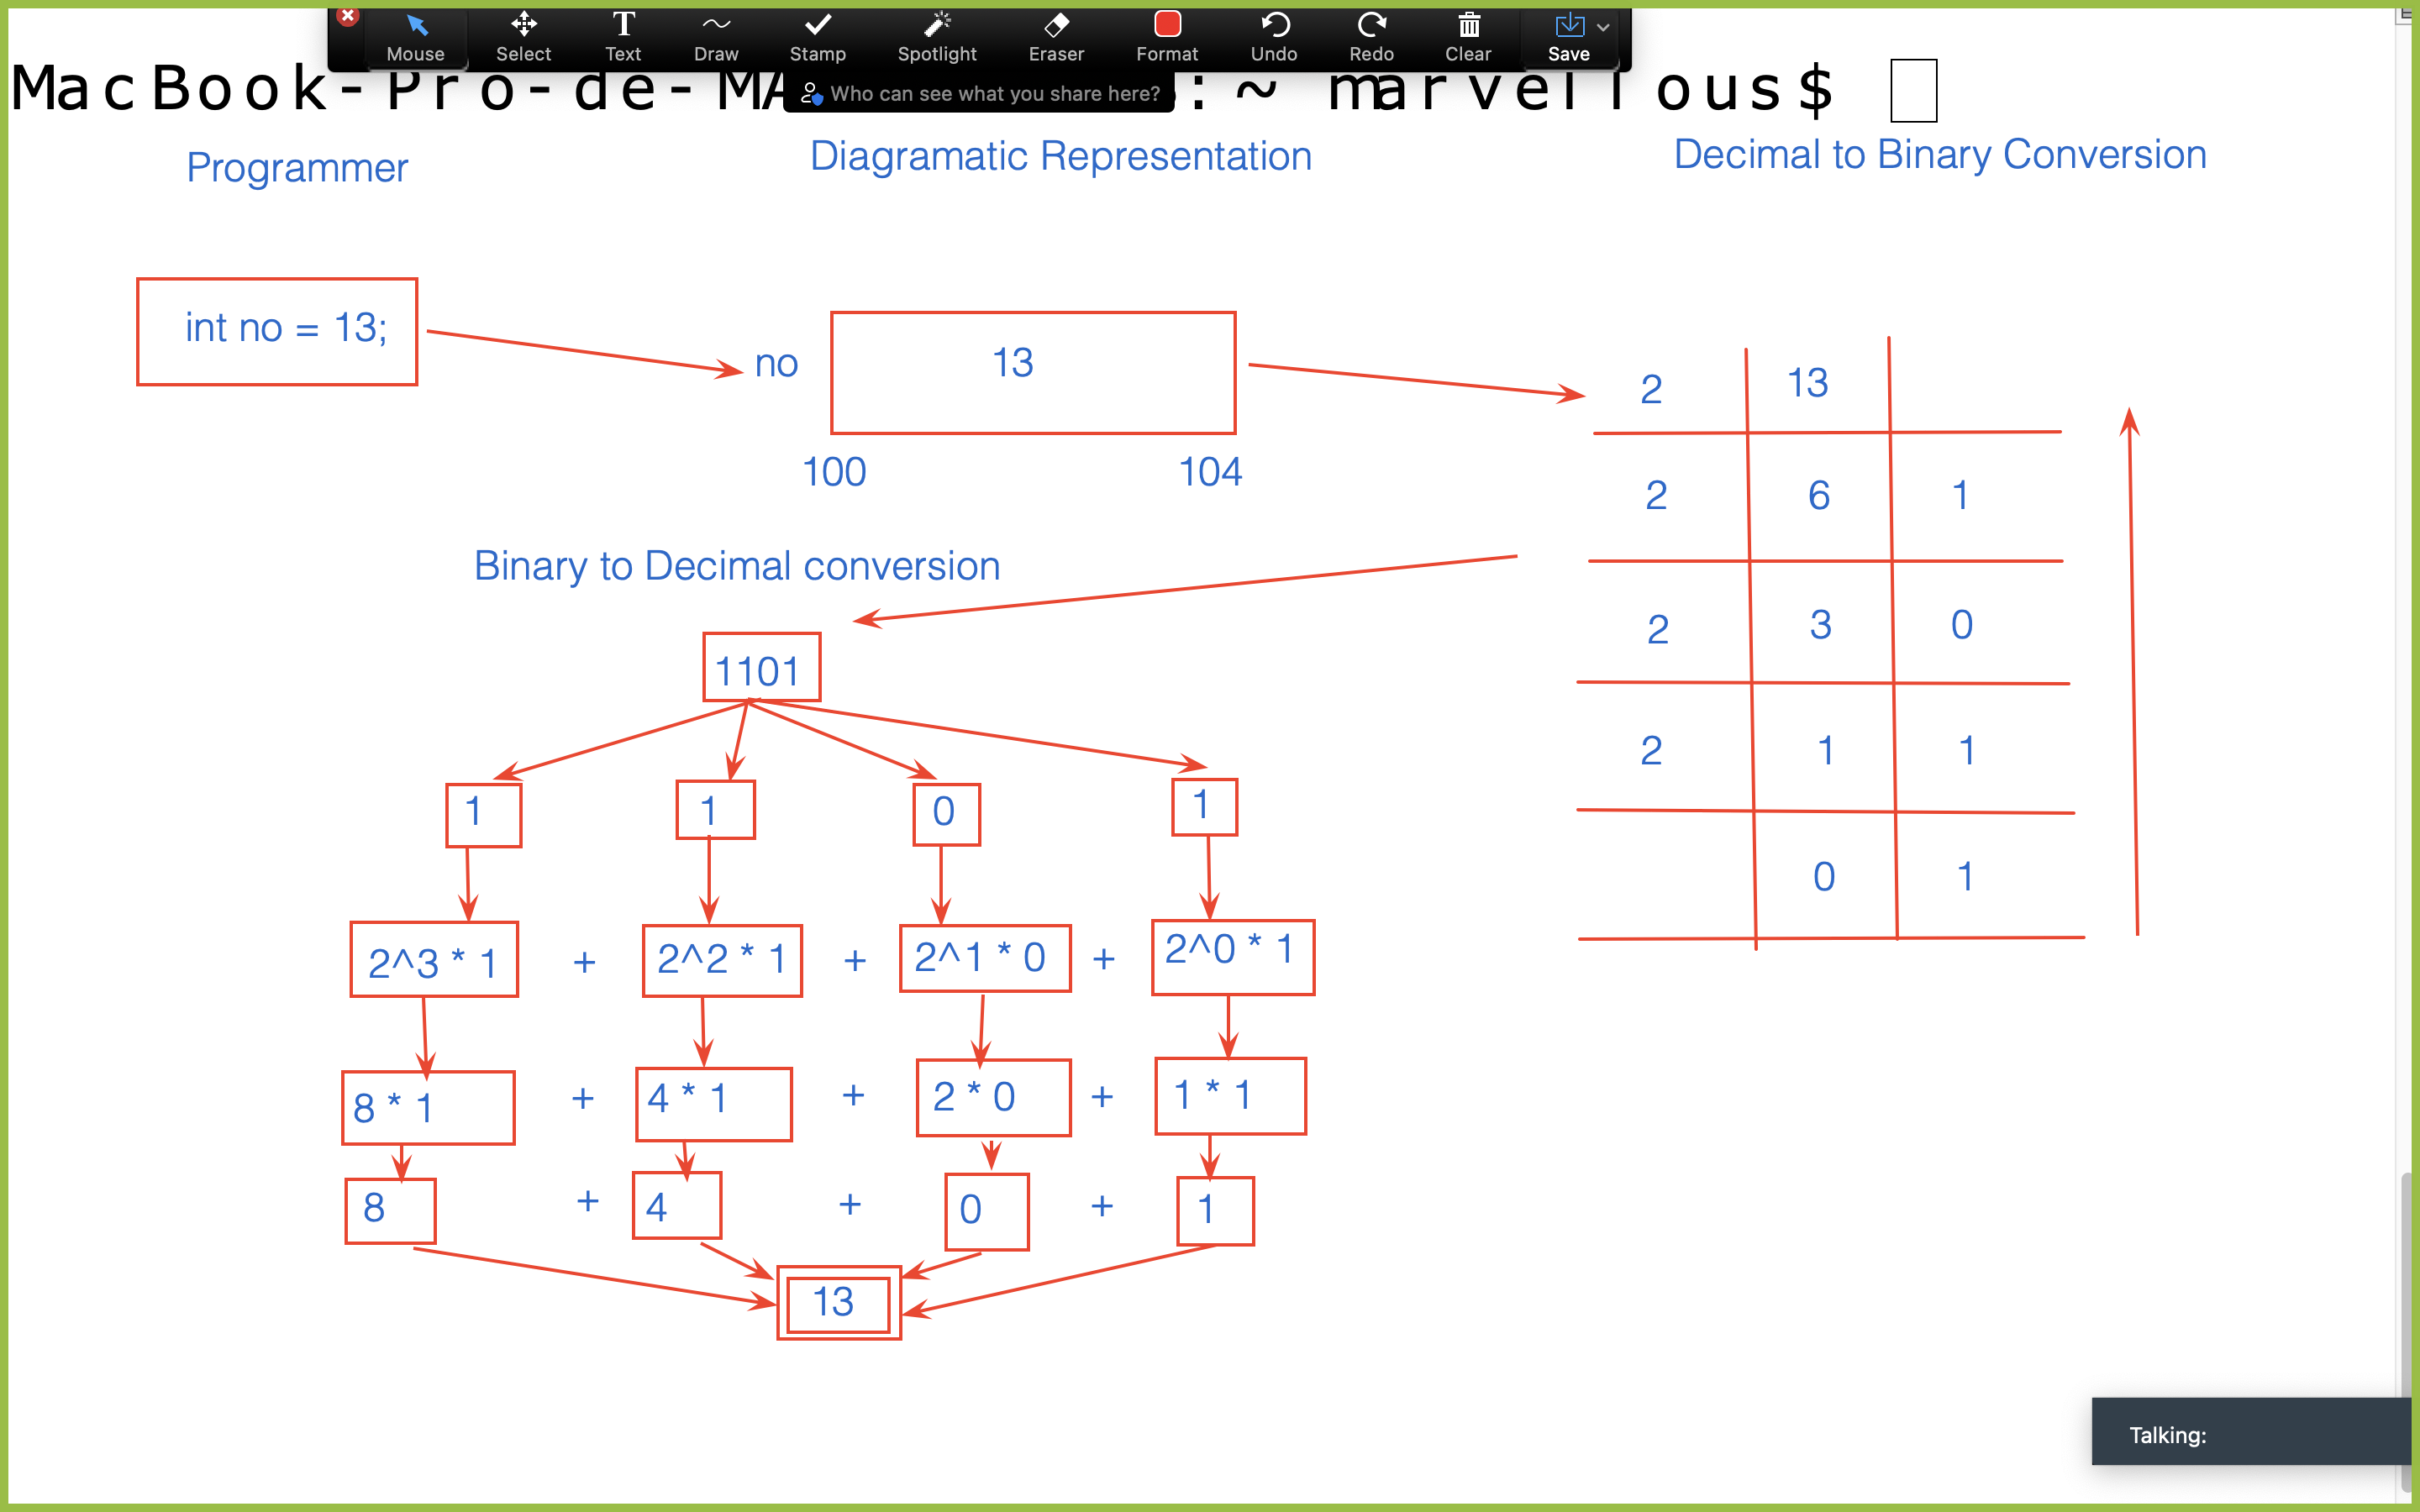 Mouse Select Text Draw Stamp Spotlight Eraser Format Undo Redo Clear Save
MacBook-Pro-de-MA :~ marvellous$
Who can see what you share here?
Programmer
Diagramatic Representation
Decimal to Binary Conversion
int no = 13;
no
13
100
104
2 13
2 6 1
2 3 0
2 1 1
0 1
Binary to Decimal conversion
1101
1 1 0 1
2^3 * 1 + 2^2 * 1 + 2^1 * 0 + 2^0 * 1
8 * 1 + 4 * 1 + 2 * 0 + 1 * 1
8 + 4 + 0 + 1
13
Talking: